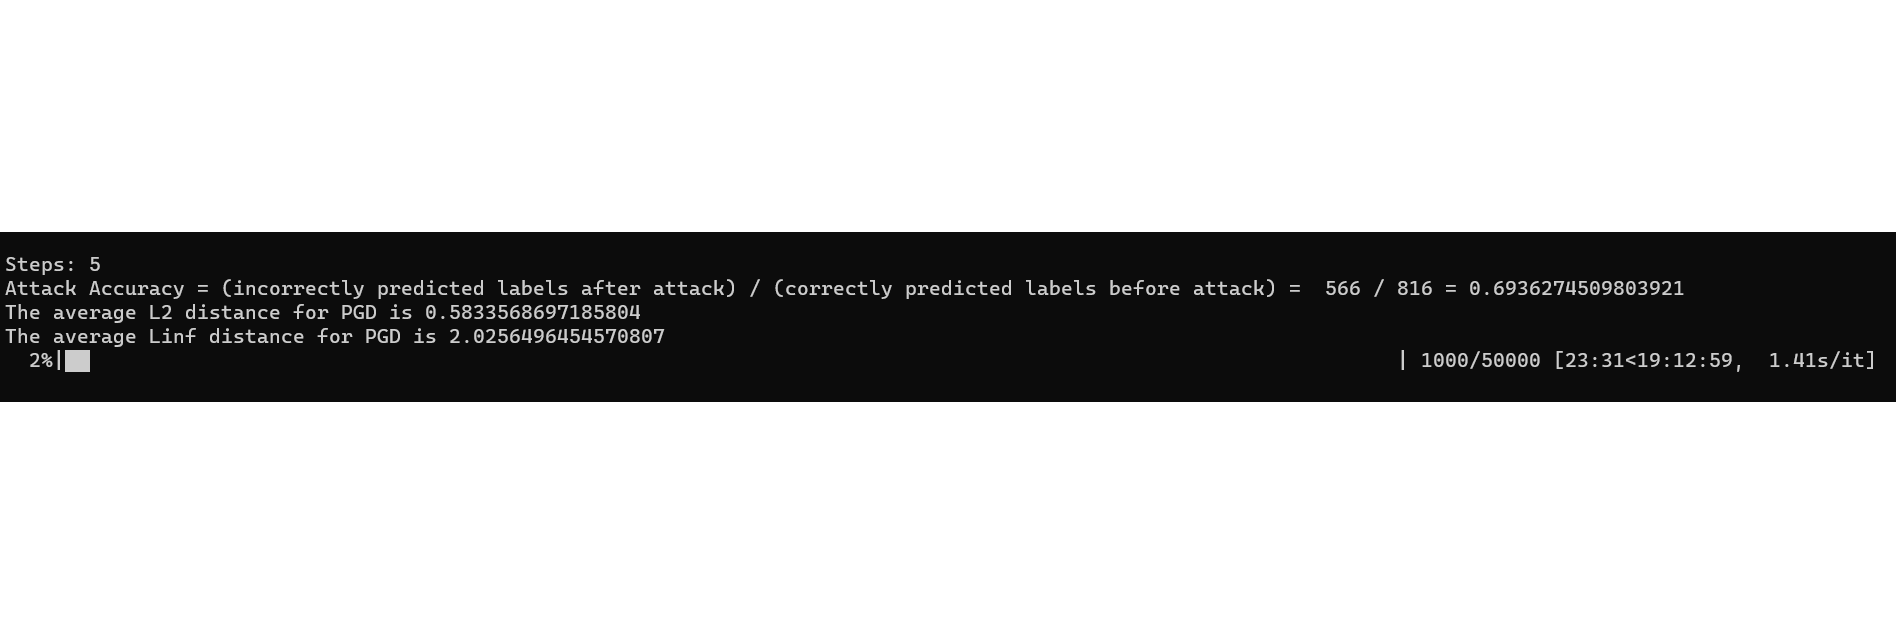 Steps: 5
Attack Accuracy = (incorrectly predicted labels after attack) / (correctly predicted labels before attack) =  566 / 816 = 0.6936274509803921
The average L2 distance for PGD is 0.5833568697185804
The average Linf distance for PGD is 2.0256496454570807
2%| | 1000/50000 [23:31<19:12:59,  1.41s/it]